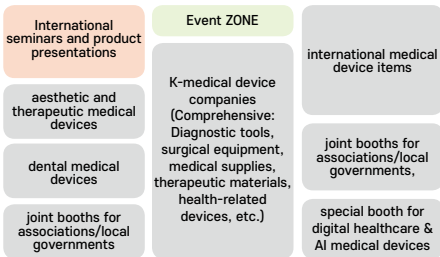 International
seminars and product
presentations
aesthetic and
therapeutic medical
devices
dental medical
devices
joint booths for
associations/local
governments
Event ZONE
K-medical device
companies
(Comprehensive:
Diagnostic tools,
surgical equipment,
medical supplies,
therapeutic materials,
health-related
devices, etc.)
international medical
device items
joint booths for
associations/local
governments,
special booth for
digital healthcare &
AI medical devices